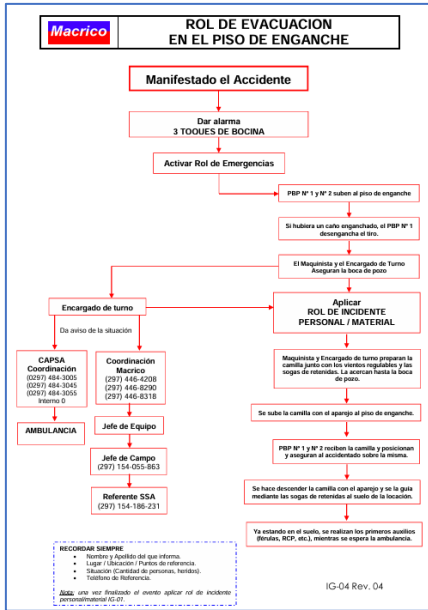 Macrico
ROL DE EVACUACION
EN EL PISO DE ENGANCHE
Manifestado el Accidente
Dar alarma
3 TOQUES DE BOCINA
Activar Rol de Emergencias
PBP Nº 1 y Nº 2 suben al piso de enganche
Si hubiera un caño enganchado, el PBP Nº 1
desengancha el tiro.
El Maquinista y el Encargado de Turno
Aseguran la boca de pozo
Encargado de turno
Aplicar
ROL DE INCIDENTE
PERSONAL / MATERIAL
Da aviso de la situación
CAPSA
Coordinación
(0297) 484-3005
(0297) 484-3045
(0297) 484-3055
Interno 0
AMBULANCIA
Coordinación
Macrico
(297) 446-4208
(297) 446-8290
(297) 446-8318
Jefe de Equipo
Jefe de Campo
(297) 154-055-863
Referente SSA
(297) 154-186-231
Maquinista y Encargado de turno preparan la
camilla junto con los vientos regulables y las
sogas de retenidas. La acercan hasta la boca
de pozo.
Se sube la camilla con el aparejo al piso de enganche.
PBP Nº 1 y Nº 2 reciben la camilla y posicionan
y aseguran al accidentado sobre la misma.
Se hace descender la camilla con el aparejo y se la guía
mediante las sogas de retenidas al suelo de la locación.
Ya estando en el suelo, se realizan los primeros auxilios
(férulas, RCP, etc.), mientras se espera la ambulancia.
RECORDAR SIEMPRE
• Nombre y Apellido del que informa.
• Lugar / Ubicación / Puntos de referencia.
• Situación (Cantidad de personas, heridos).
• Teléfono de Referencia.
Nota: una vez finalizado el evento aplicar rol de incidente
personal/material IG-01.
IG-04 Rev. 04